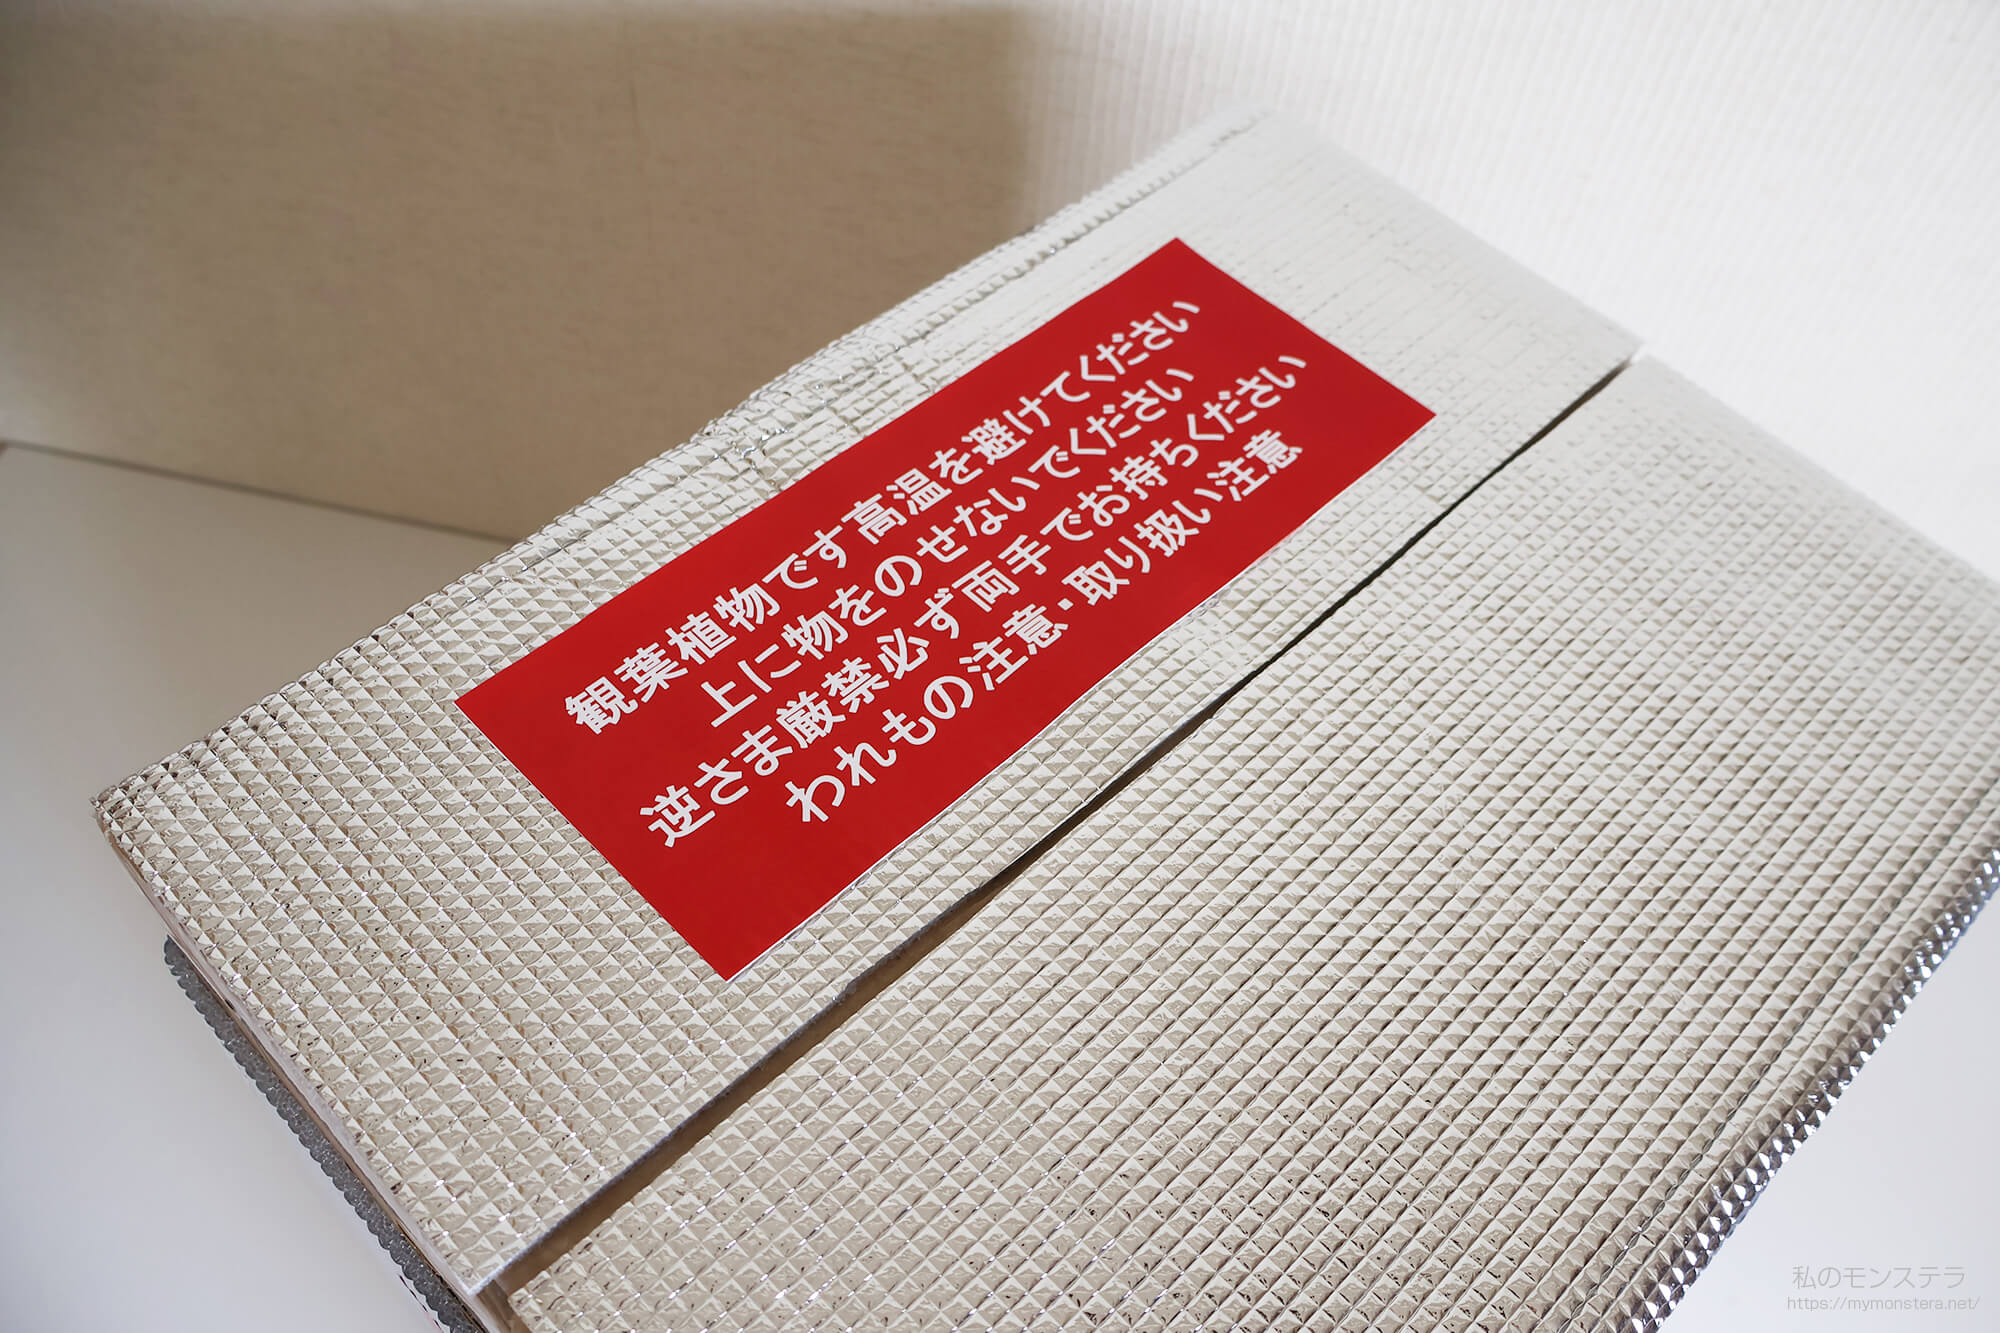 観葉植物です高温を避けてください
上に物をのせないでください
逆さま厳禁必ず両手でお持ちください
われもの注意・取り扱い注意
私のモンステラ
https://mymonstera.net/